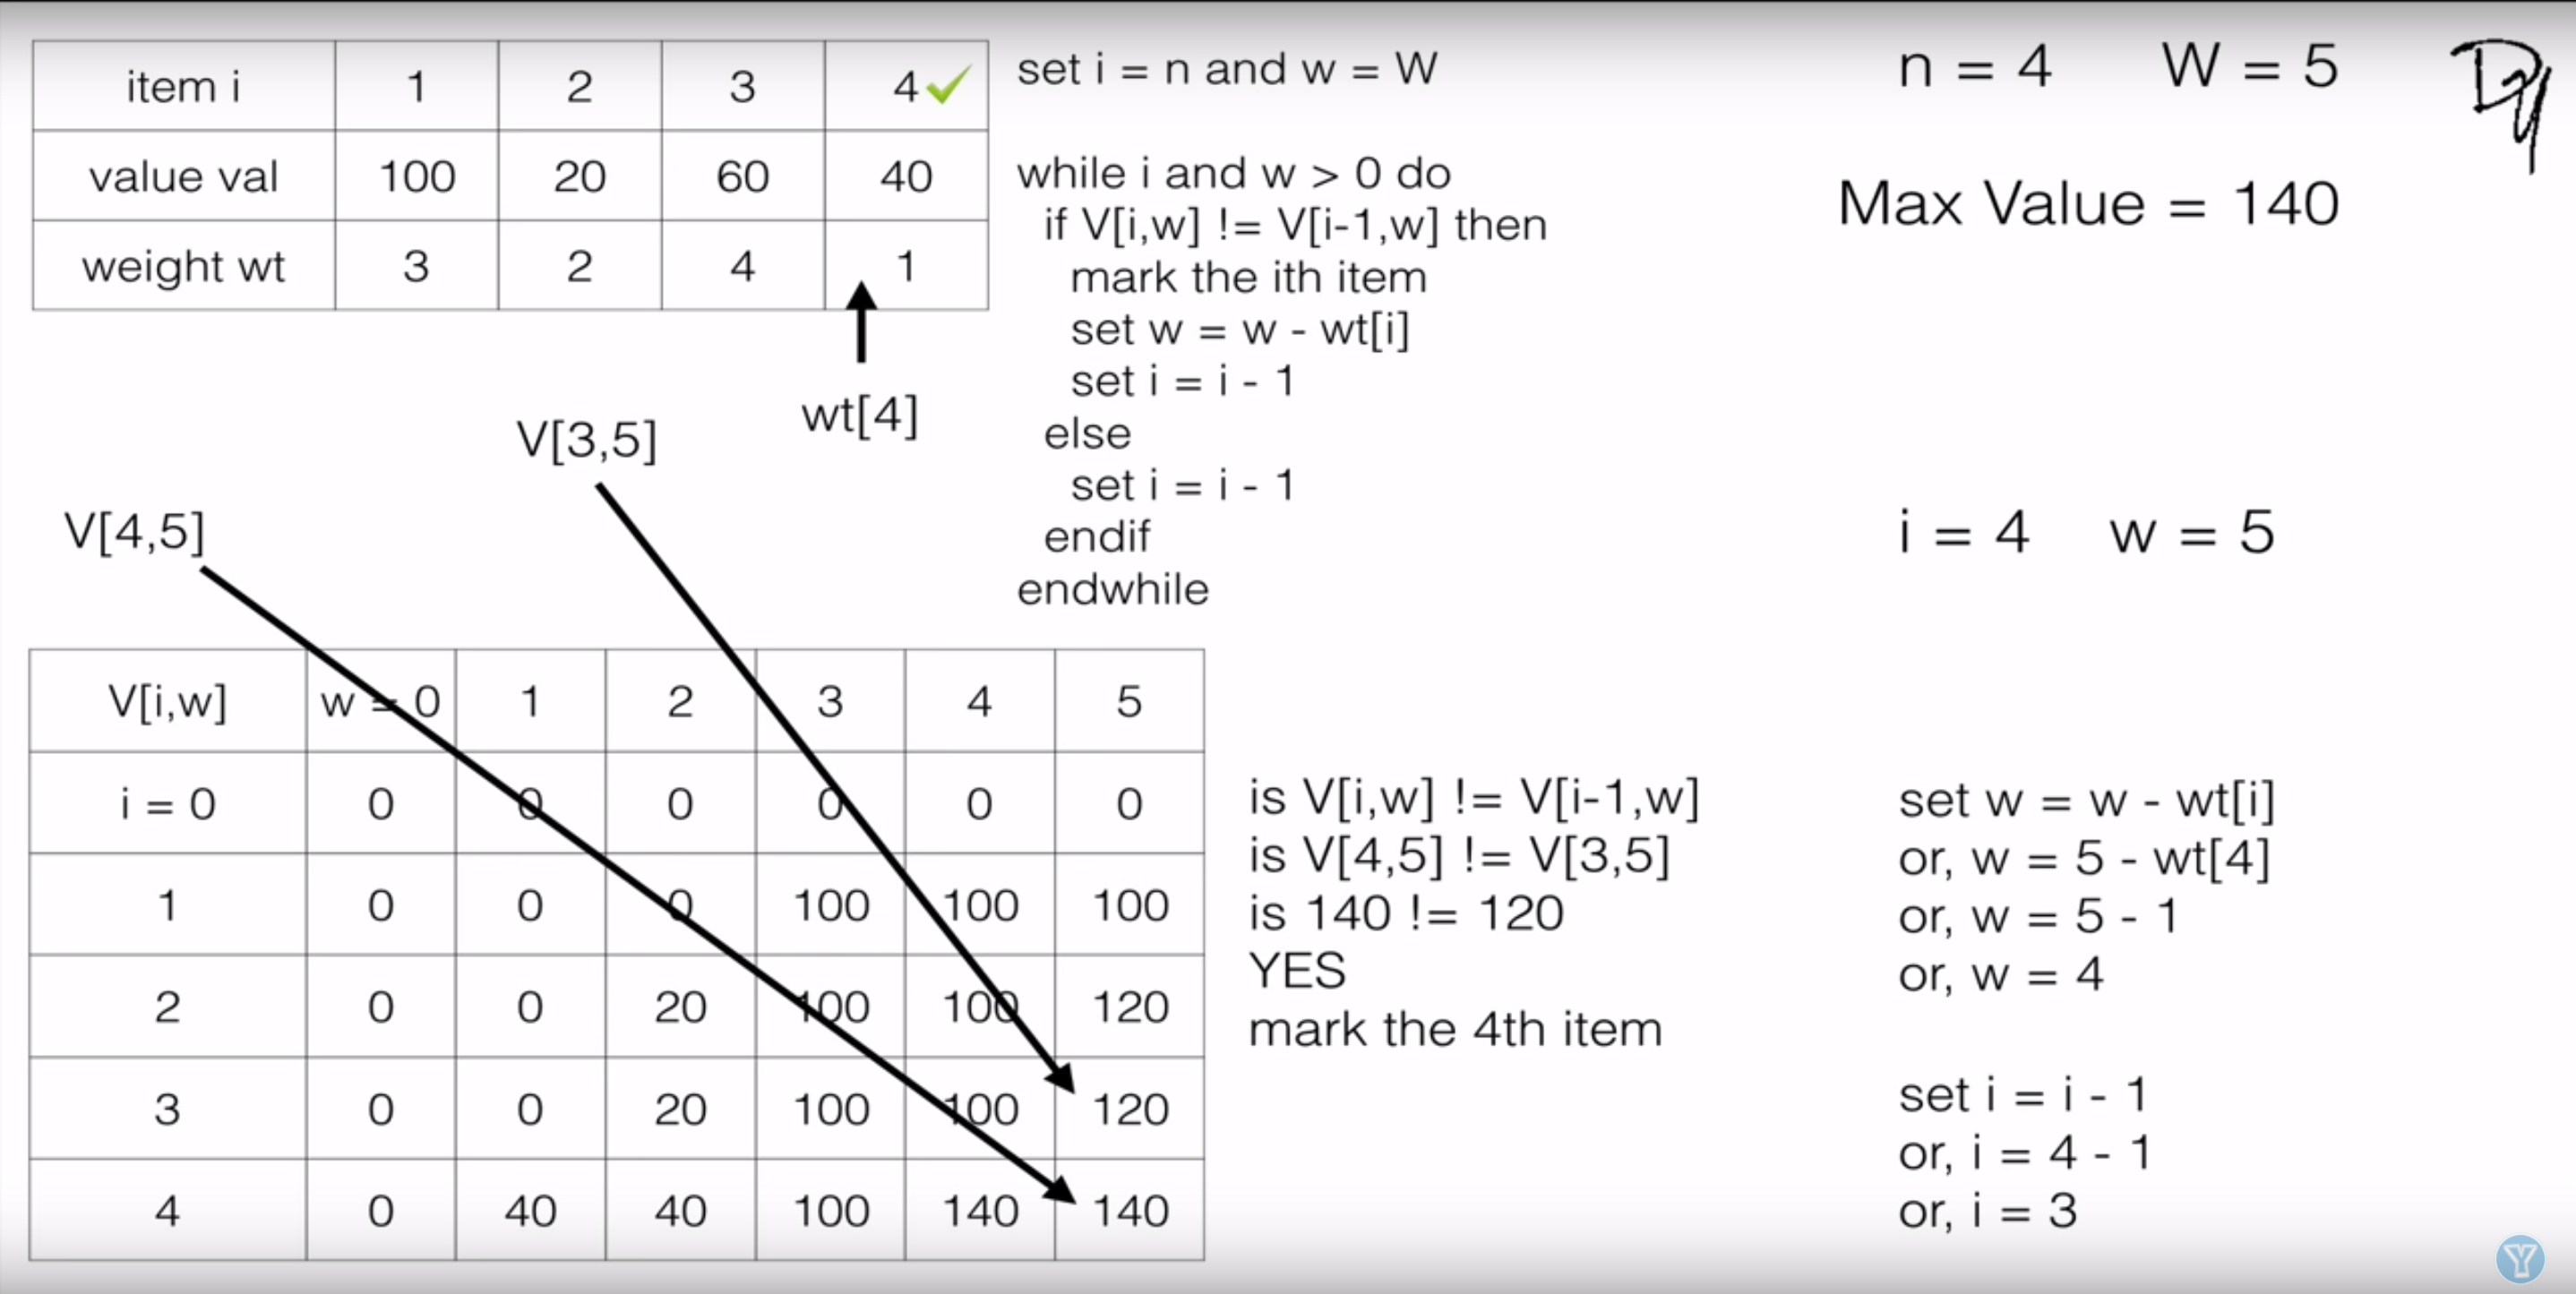 item i 1 2 3 4
value val 100 20 60 40
weight wt 3 2 4 1
wt[4]
V[3,5]
V[4,5]
set i = n and w = W
while i and w > 0 do
if V[i,w] != V[i-1,w] then
mark the ith item
set w = w - wt[i]
set i = i - 1
else
set i = i - 1
endif
endwhile
n = 4 W = 5
Max Value = 140
i = 4 w = 5
V[i,w] w = 0 1 2 3 4 5
i = 0 0 0 0 0 0 0
1 0 0 0 100 100 100
2 0 0 20 100 100 120
3 0 0 20 100 100 120
4 0 40 40 100 140 140
is V[i,w] != V[i-1,w]
is V[4,5] != V[3,5]
is 140 != 120
YES
mark the 4th item
set w = w - wt[i]
or, w = 5 - wt[4]
or, w = 5 - 1
or, w = 4
set i = i - 1
or, i = 4 - 1
or, i = 3
Y